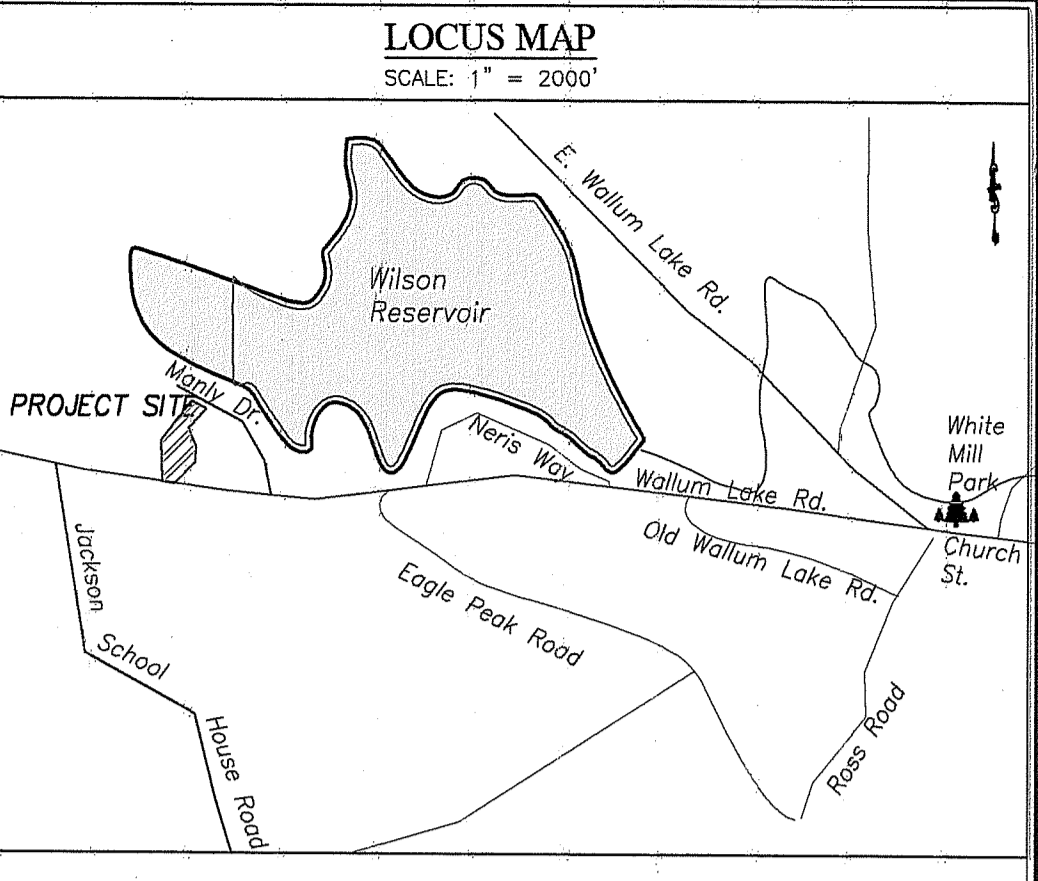 LOCUS MAP
SCALE: 1" = 2000'
E. Wallum Lake Rd.
Wilson
Reservoir
Manly Dr.
PROJECT SITE
Neris Way
White
Mill
Park
Wallum Lake Rd.
Old Wallum Lake Rd.
Church
St.
Jackson
School
House Road
Eagle Peak Road
Ross Road